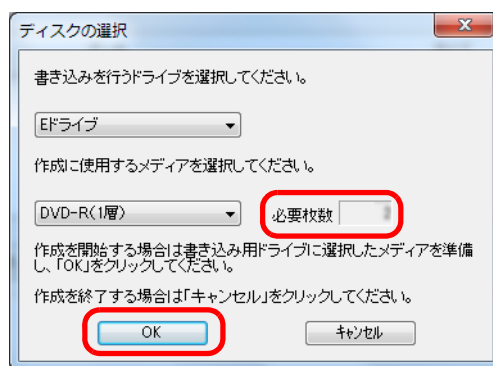 ディスクの選択
書き込みを行うドライブを選択してください。
Eドライブ
作成に使用するメディアを選択してください。
DVD-R(1層)
必要枚数
作成を開始する場合は書き込み用ドライブに選択したメディアを準備
し、「OK」をクリックしてください。
作成を終了する場合は「キャンセル」をクリックしてください。
OK
キャンセル